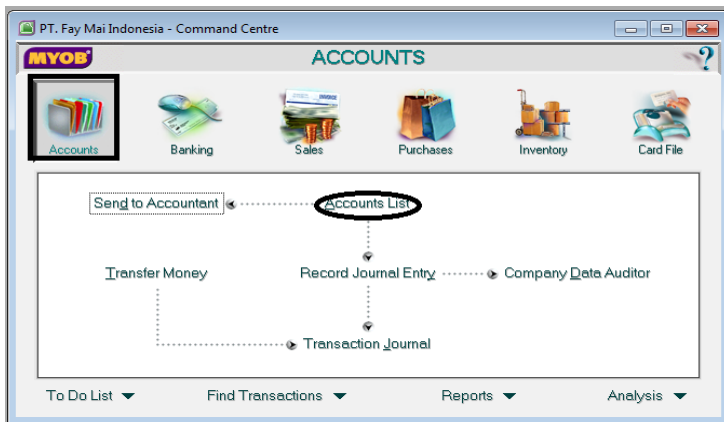 PT. Fay Mai Indonesia - Command Centre
MYOB ACCOUNTS ?
Accounts Banking Sales Purchases Inventory Card File
Send to Accountant Accounts List
Transfer Money Record Journal Entry Company Data Auditor
Transaction Journal
To Do List Find Transactions Reports Analysis